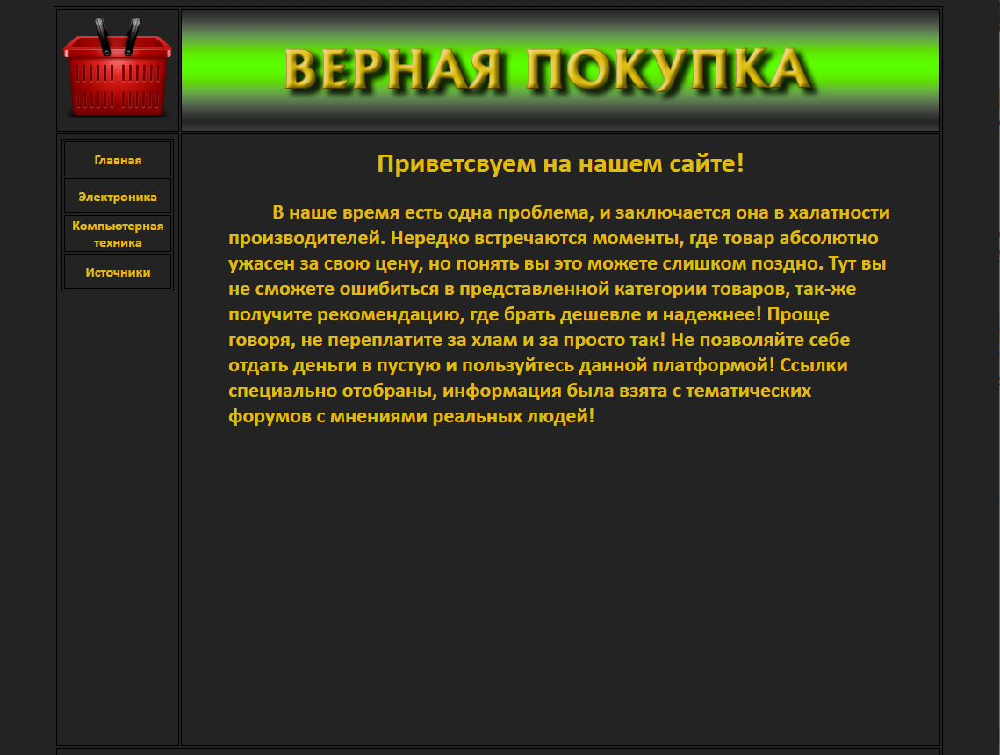 ВЕРНАЯ ПОКУПКА
Главная
Электроника
Компьютерная
техника
Источники
Приветсвуем на нашем сайте!
В наше время есть одна проблема, и заключается она в халатности
производителей. Нередко встречаются моменты, где товар абсолютно
ужасен за свою цену, но понять вы это можете слишком поздно. Тут вы
не сможете ошибиться в представленной категории товаров, так-же
получите рекомендацию, где брать дешевле и надежнее! Проще
говоря, не переплатите за хлам и за просто так! Не позволяйте себе
отдать деньги в пустую и пользуйтесь данной платформой! Ссылки
специально отобраны, информация была взята с тематических
форумов с мнениями реальных людей!